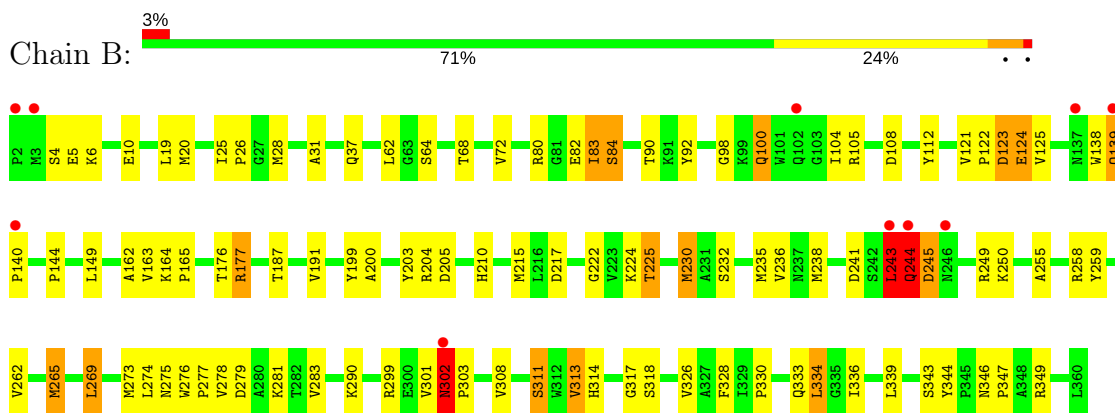 3%
Chain B:
71% 24% • •
P2 M3 S4 E5 K6 E10 L19 M20 I25 P26 G27 M28 A31 Q37 L62 G63 S64 T68 V72 R80 G81 E82 I83 S84 T90 K91 Y92 G98 K99 Q100 W101 Q102 G103 I104 R105 D108 Y112 V121 P122 D123 E124 V125 N137 W138
P140 P144 L149 A162 V163 K164 P165 T176 R177 T187 V191 Y199 A200 Y203 R204 D205 H210 M215 L216 D217 G222 V223 K224 T225 M230 A231 S232 M235 V236 N237 M238 D241 S242 L243 Q244 D245 N246 R249 K250 A255 R258 Y259
V262 M265 L269 M273 L274 N275 W276 P277 V278 D279 A280 K281 T282 V283 K290 R299 E300 V301 N302 P303 V308 S311 W312 V313 H314 G317 S318 V326 A327 F328 I329 P330 Q333 L334 G335 I336 L339 S343 Y344 P345 N346 P347 A348 R349 L360